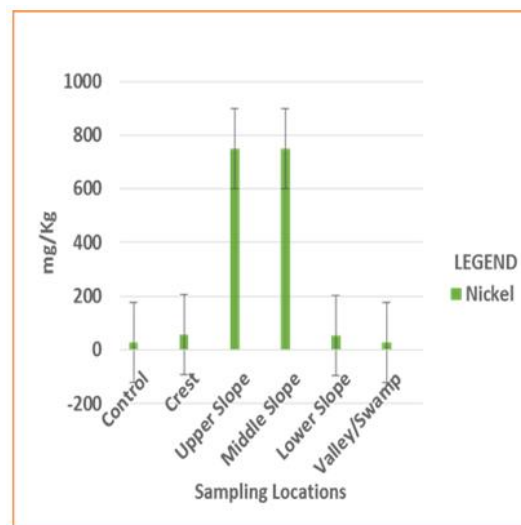 1000
800
600
400
200
0
-200
mg/Kg
Control
Crest
Upper Slope
Middle Slope
Lower Slope
Valley/Swamp
Sampling Locations
LEGEND
Nickel